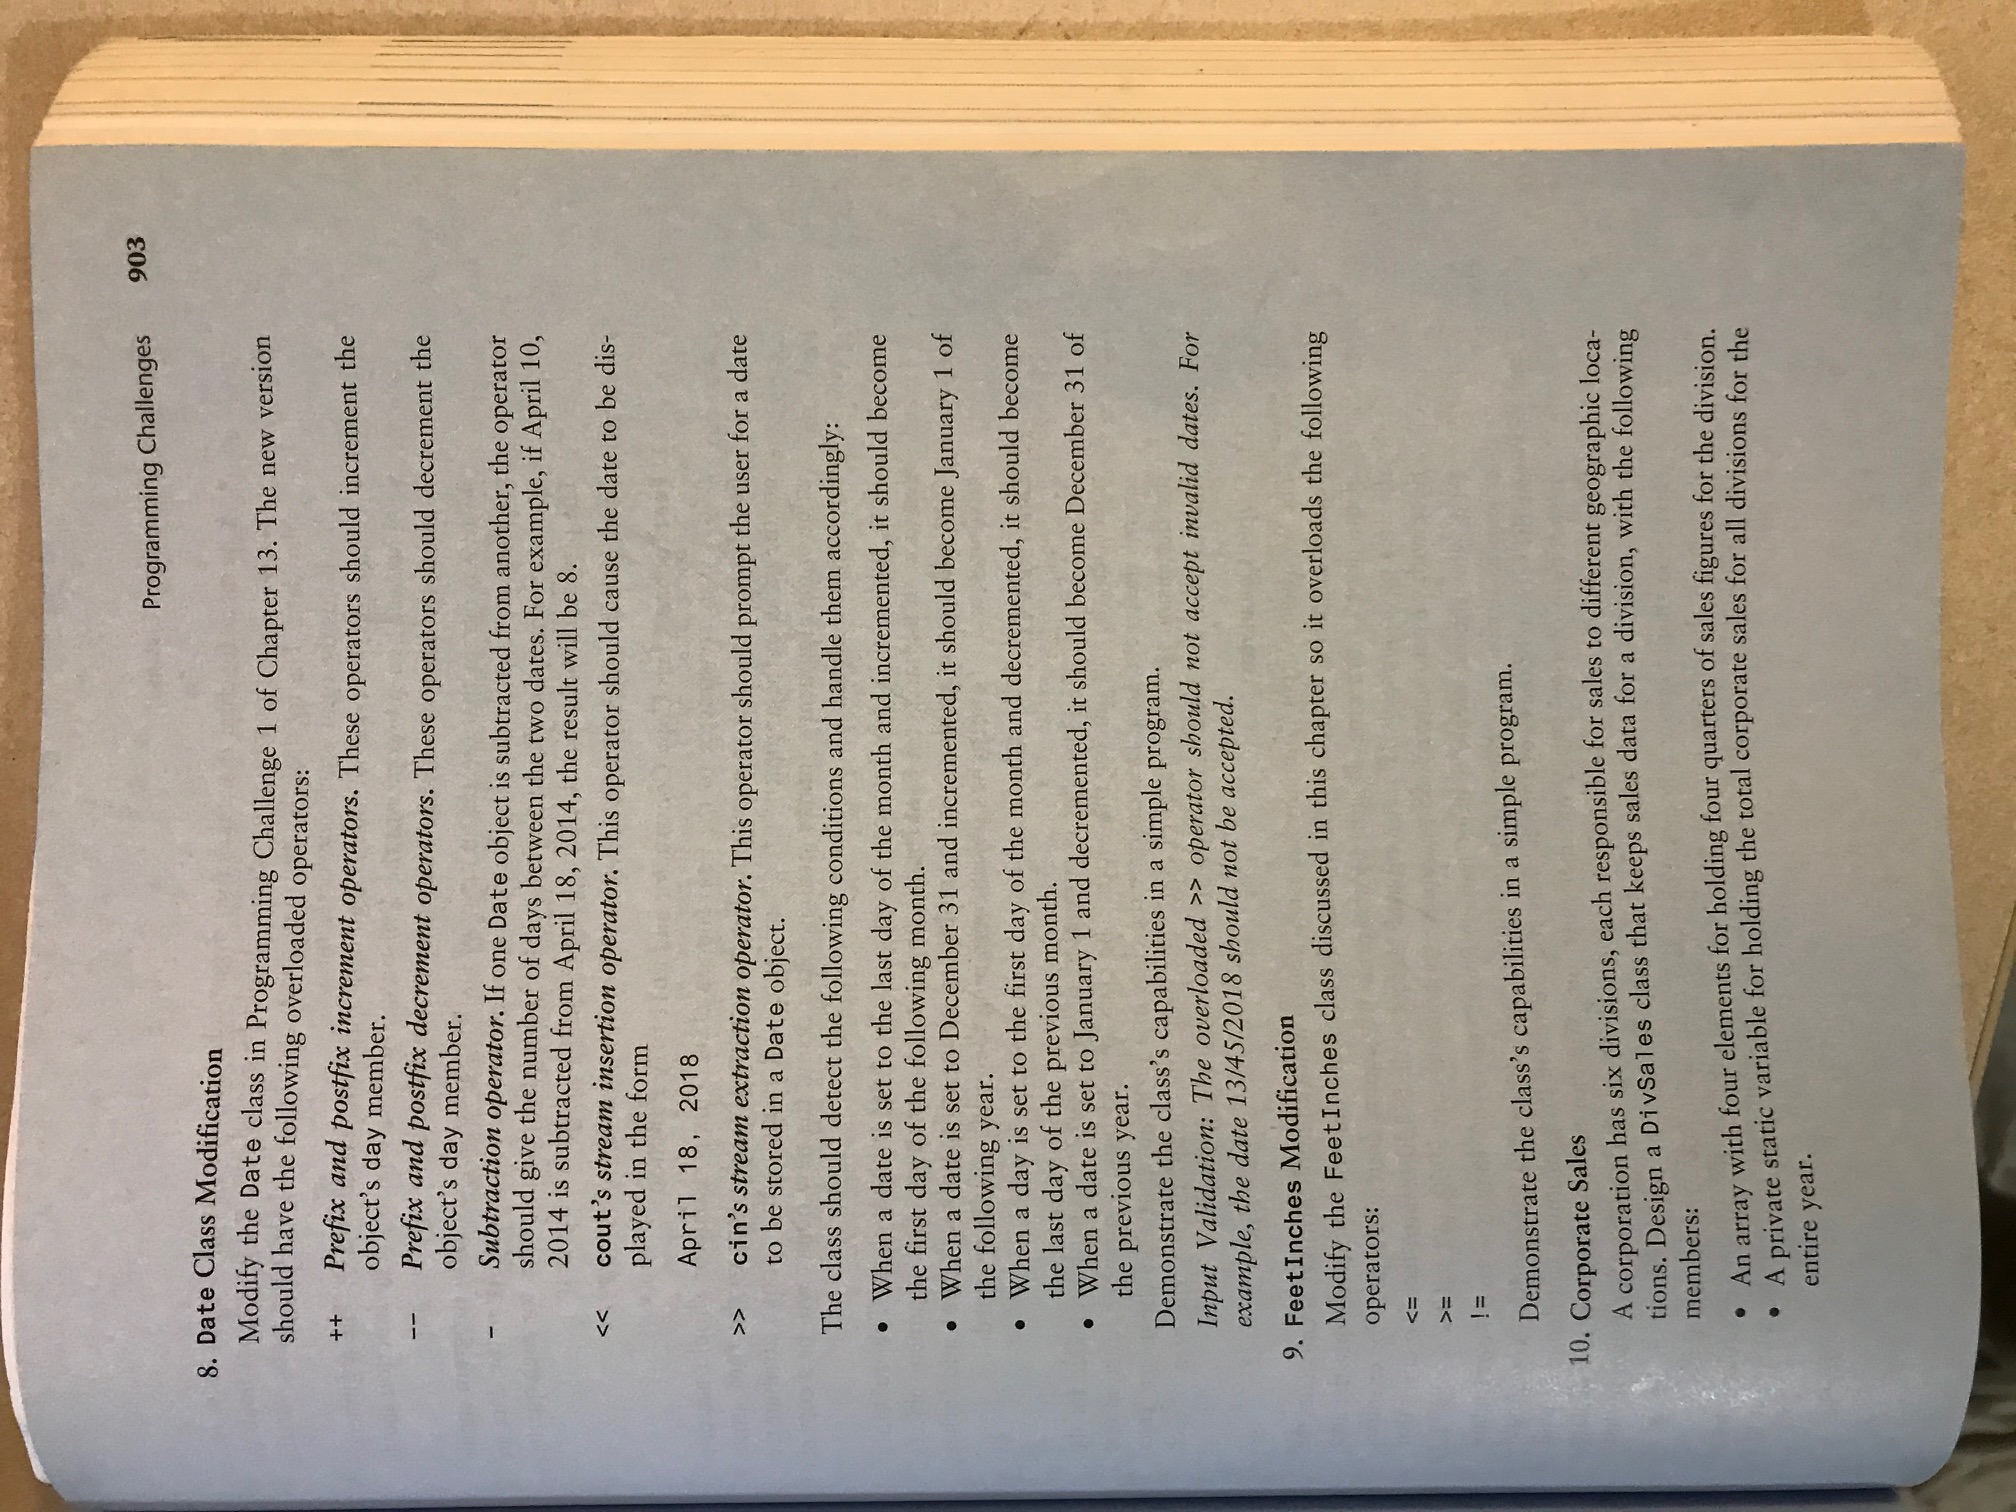 Programming Challenges 903
8. Date Class Modification
Modify the Date class in Programming Challenge 1 of Chapter 13. The new version
should have the following overloaded operators:
++ Prefix and postfix increment operators. These operators should increment the
object's day member.
-- Prefix and postfix decrement operators. These operators should decrement the
object's day member.
- Subtraction operator. If one Date object is subtracted from another, the operator
should give the number of days between the two dates. For example, if April 10,
2014 is subtracted from April 18, 2014, the result will be 8.
<< cout's stream insertion operator. This operator should cause the date to be dis-
played in the form
April 18, 2018
>> cin's stream extraction operator. This operator should prompt the user for a date
to be stored in a Date object.
The class should detect the following conditions and handle them accordingly:
• When a date is set to the last day of the month and incremented, it should become
the first day of the following month.
• When a date is set to December 31 and incremented, it should become January 1 of
the following year.
• When a day is set to the first day of the month and decremented, it should become
the last day of the previous month.
• When a date is set to January 1 and decremented, it should become December 31 of
the previous year.
Demonstrate the class's capabilities in a simple program.
Input Validation: The overloaded >> operator should not accept invalid dates. For
example, the date 13/45/2018 should not be accepted.
9. FeetInches Modification
Modify the FeetInches class discussed in this chapter so it overloads the following
operators:
<=
>=
!=
Demonstrate the class's capabilities in a simple program.
10. Corporate Sales
A corporation has six divisions, each responsible for sales to different geographic loca-
tions. Design a DivSales class that keeps sales data for a division, with the following
members:
• An array with four elements for holding four quarters of sales figures for the division.
• A private static variable for holding the total corporate sales for all divisions for the
entire year.